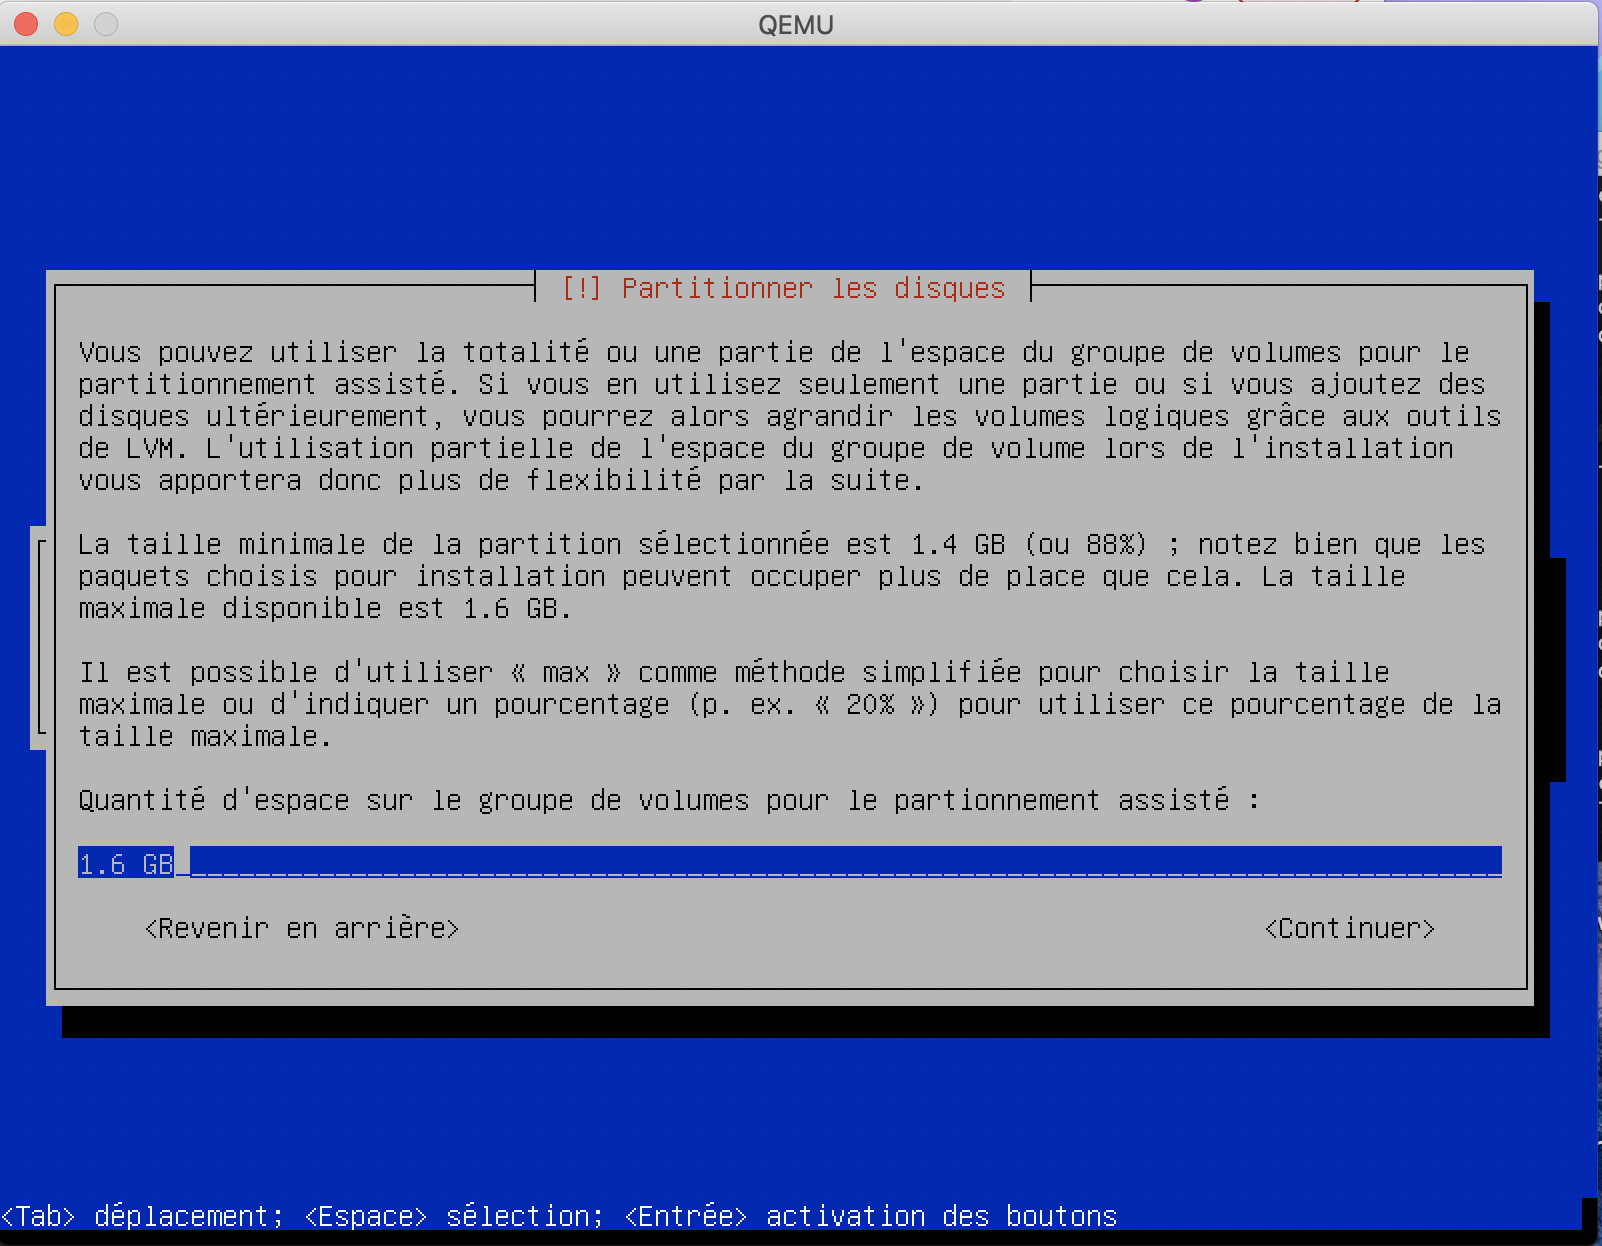 QEMU
[!] Partitionner les disques
Vous pouvez utiliser la totalité ou une partie de l'espace du groupe de volumes pour le
partitionnement assisté. Si vous en utilisez seulement une partie ou si vous ajoutez des
disques ultérieurement, vous pourrez alors agrandir les volumes logiques grâce aux outils
de LVM. L'utilisation partielle de l'espace du groupe de volume lors de l'installation
vous apportera donc plus de flexibilité par la suite.
La taille minimale de la partition sélectionnée est 1.4 GB (ou 88%) ; notez bien que les
paquets choisis pour installation peuvent occuper plus de place que cela. La taille
maximale disponible est 1.6 GB.
Il est possible d'utiliser « max » comme méthode simplifiée pour choisir la taille
maximale ou d'indiquer un pourcentage (p. ex. « 20% ») pour utiliser ce pourcentage de la
taille maximale.
Quantité d'espace sur le groupe de volumes pour le partionnement assisté :
1.6 GB
<Revenir en arrière> <Continuer>
<Tab> déplacement; <Espace> sélection; <Entrée> activation des boutons